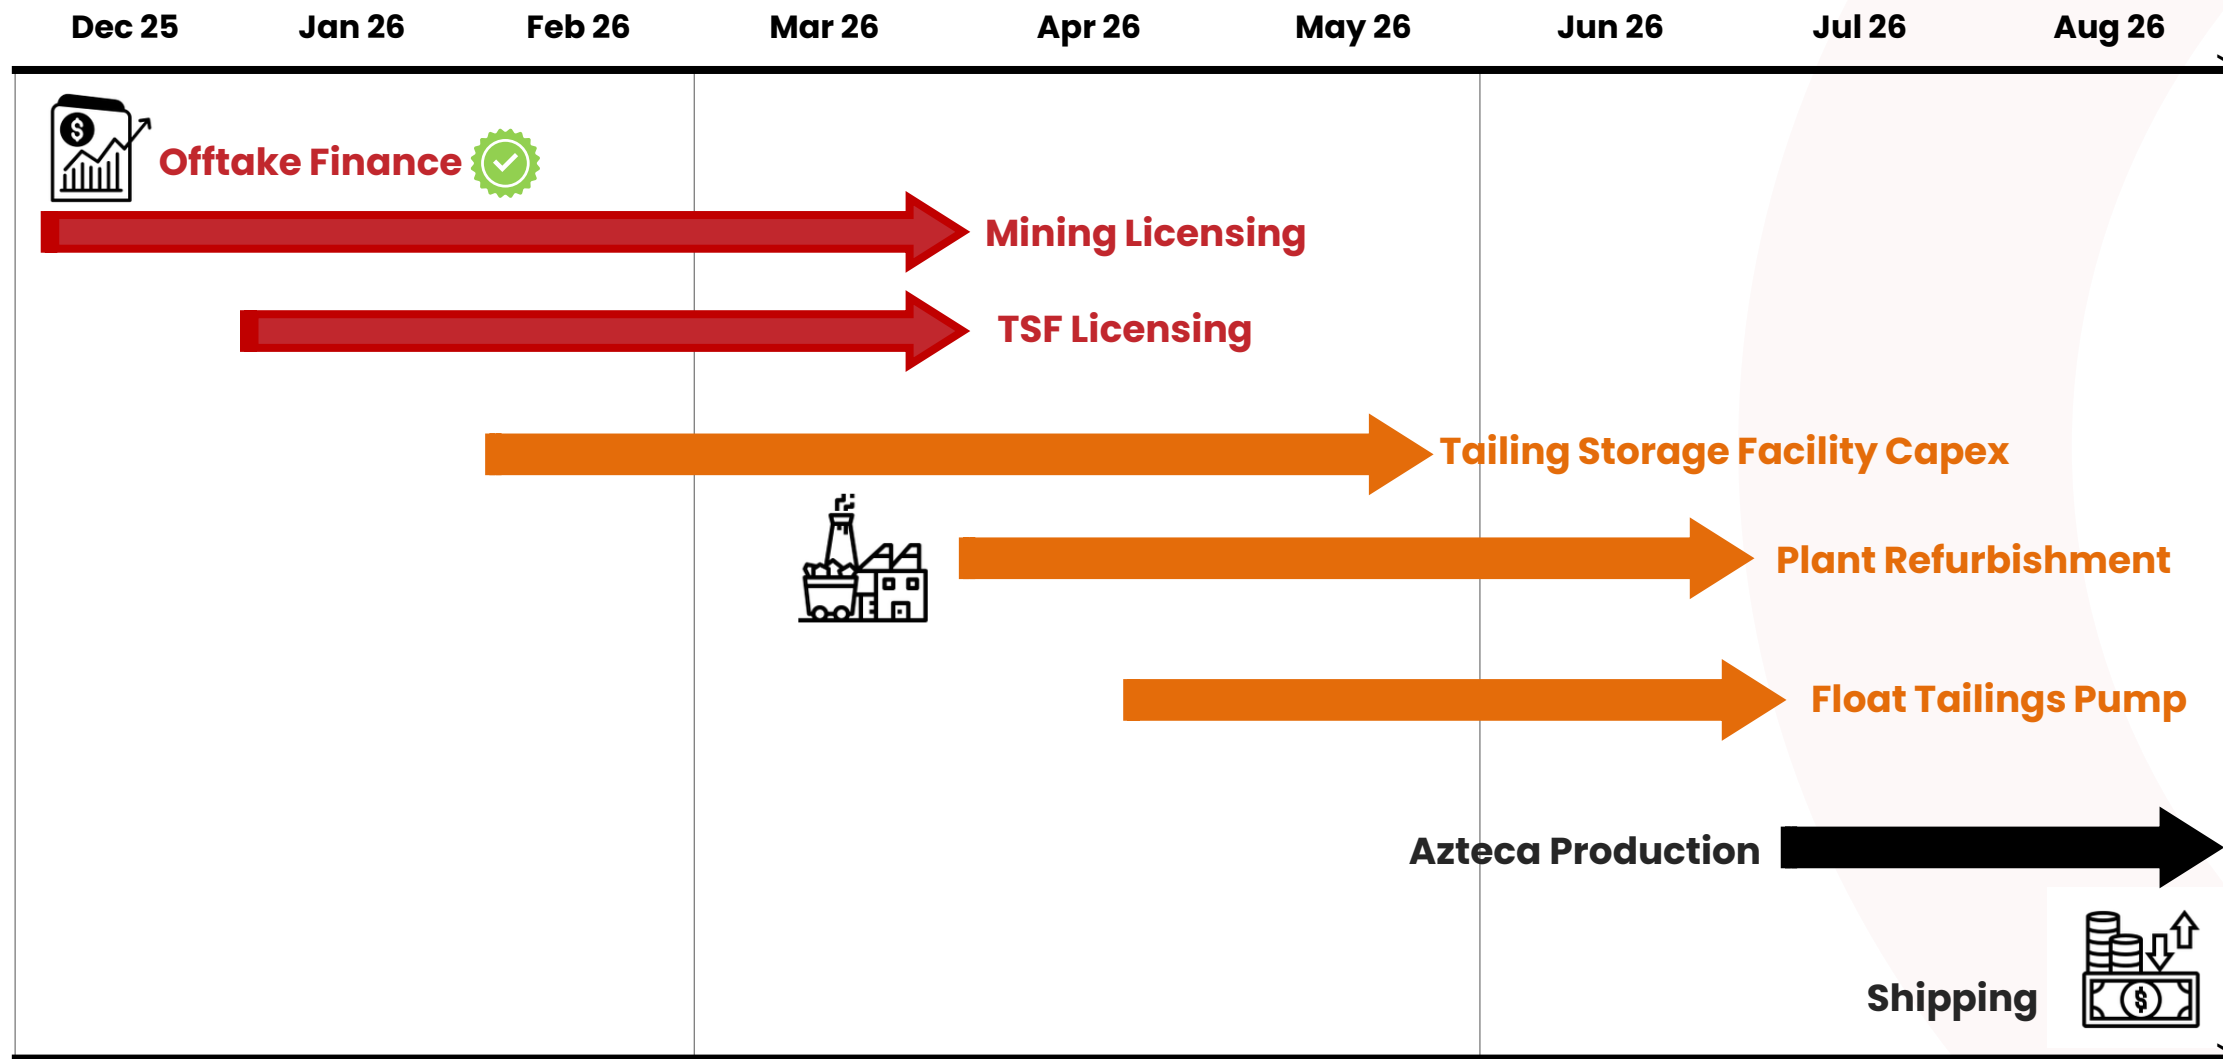 Dec 25 Jan 26 Feb 26 Mar 26 Apr 26 May 26 Jun 26 Jul 26 Aug 26
$
Offtake Finance
Mining Licensing
TSF Licensing
Tailing Storage Facility Capex
Plant Refurbishment
Float Tailings Pump
Azteca Production
Shipping
$